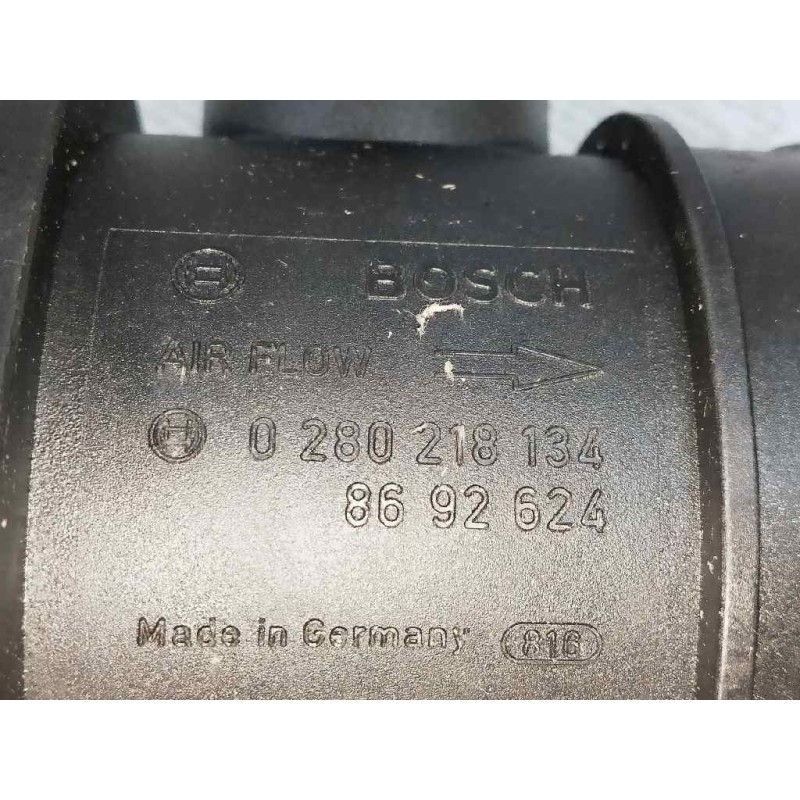 BOSCH
AIR FLOW
0 280 218 134
86 92 624
Made in Germany 816